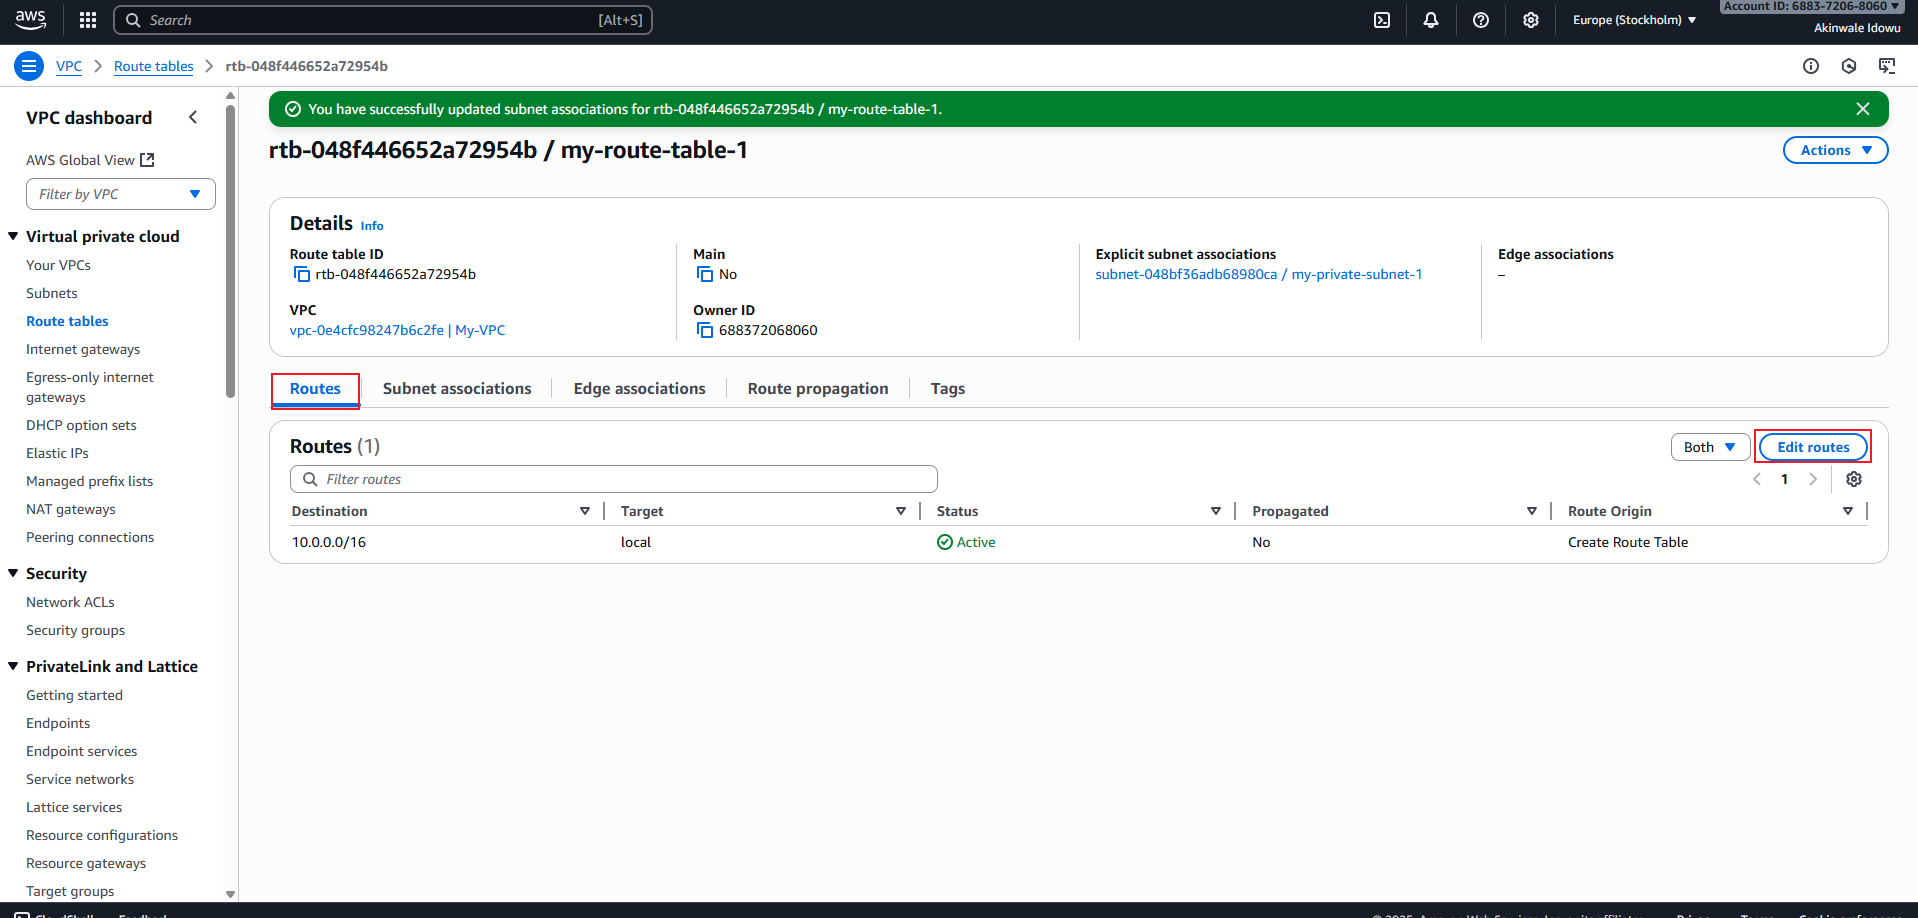 aws
Search [Alt+S]
Europe (Stockholm)
Account ID: 6883-7206-8060
Akinwale Idowu
VPC > Route tables > rtb-048f446652a72954b
VPC dashboard
AWS Global View
Filter by VPC
Virtual private cloud
Your VPCs
Subnets
Route tables
Internet gateways
Egress-only internet
gateways
DHCP option sets
Elastic IPs
Managed prefix lists
NAT gateways
Peering connections
Security
Network ACLs
Security groups
PrivateLink and Lattice
Getting started
Endpoints
Endpoint services
Service networks
Lattice services
Resource configurations
Resource gateways
Target groups
You have successfully updated subnet associations for rtb-048f446652a72954b / my-route-table-1.
rtb-048f446652a72954b / my-route-table-1
Actions
Details Info
Route table ID
rtb-048f446652a72954b
Main
No
Explicit subnet associations
subnet-048bf36adb68980ca / my-private-subnet-1
Edge associations
–
VPC
vpc-0e4cfc98247b6c2fe | My-VPC
Owner ID
688372068060
Routes Subnet associations Edge associations Route propagation Tags
Routes (1)
Both Edit routes
Filter routes
1
Destination Target Status Propagated Route Origin
10.0.0.0/16 local Active No Create Route Table
CloudShell Feedback